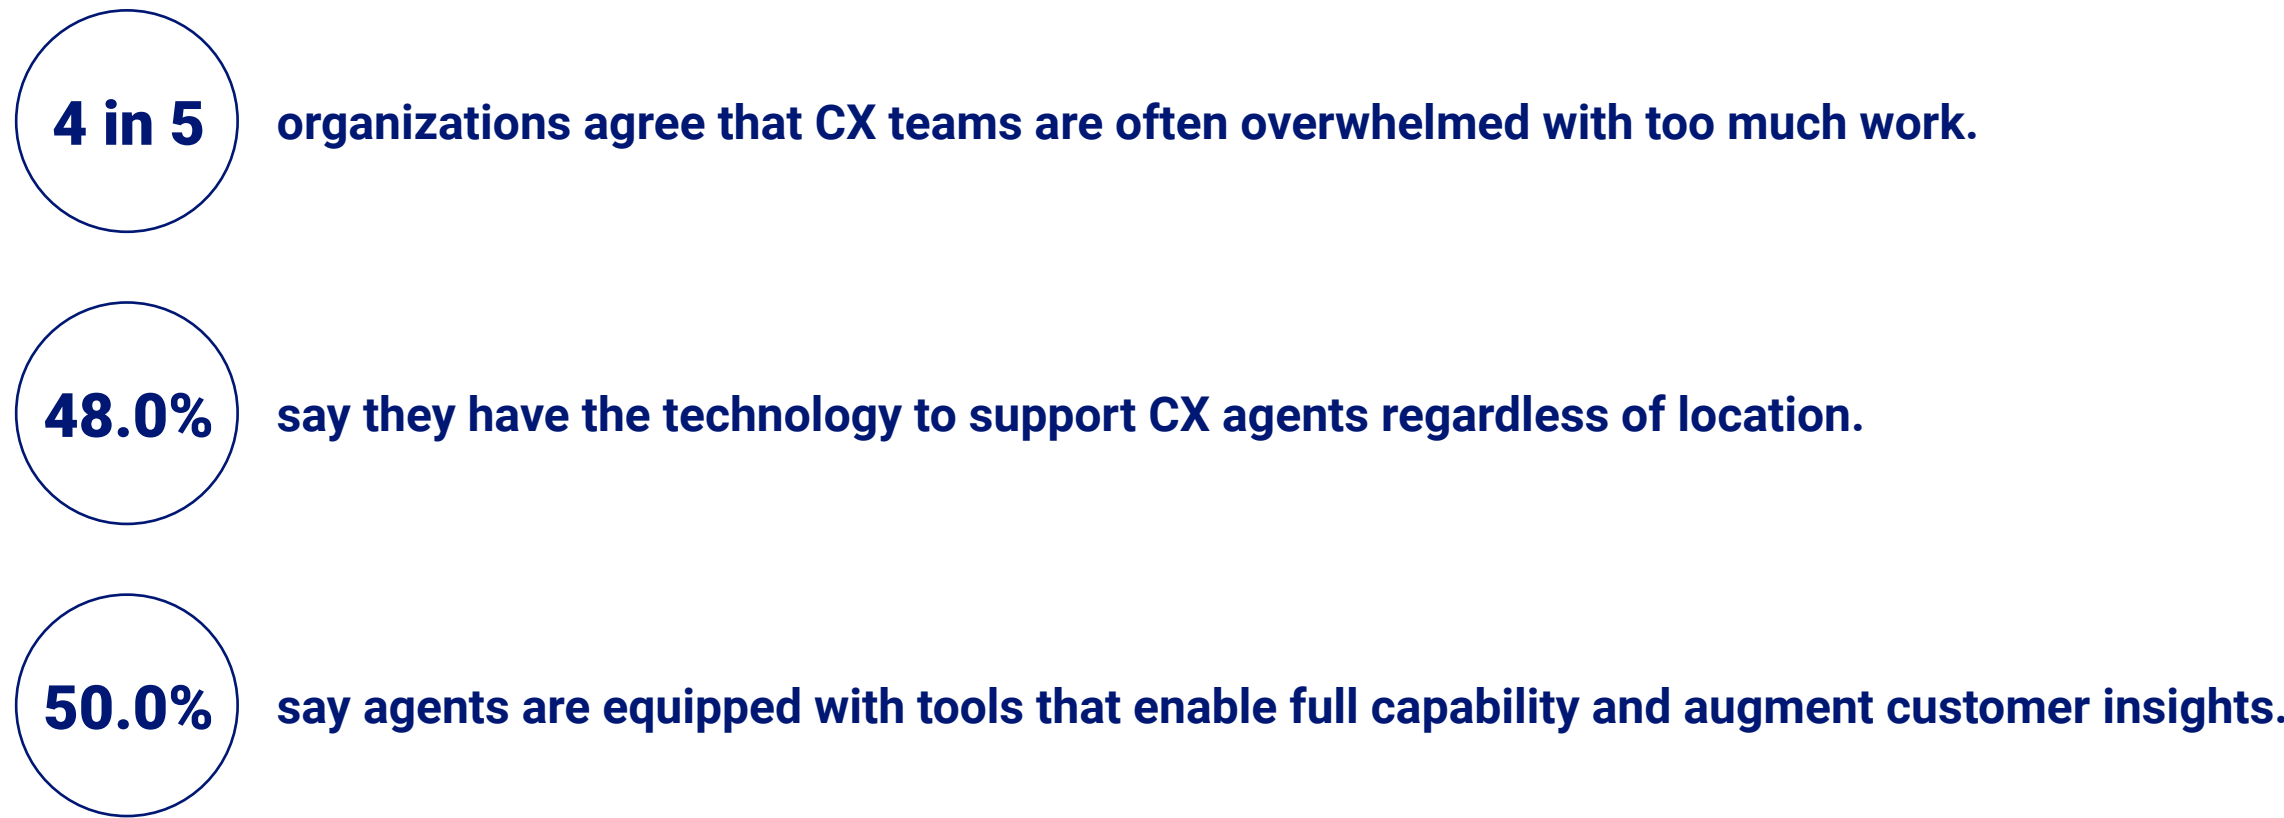 4 in 5 organizations agree that CX teams are often overwhelmed with too much work.
48.0% say they have the technology to support CX agents regardless of location.
50.0% say agents are equipped with tools that enable full capability and augment customer insights.